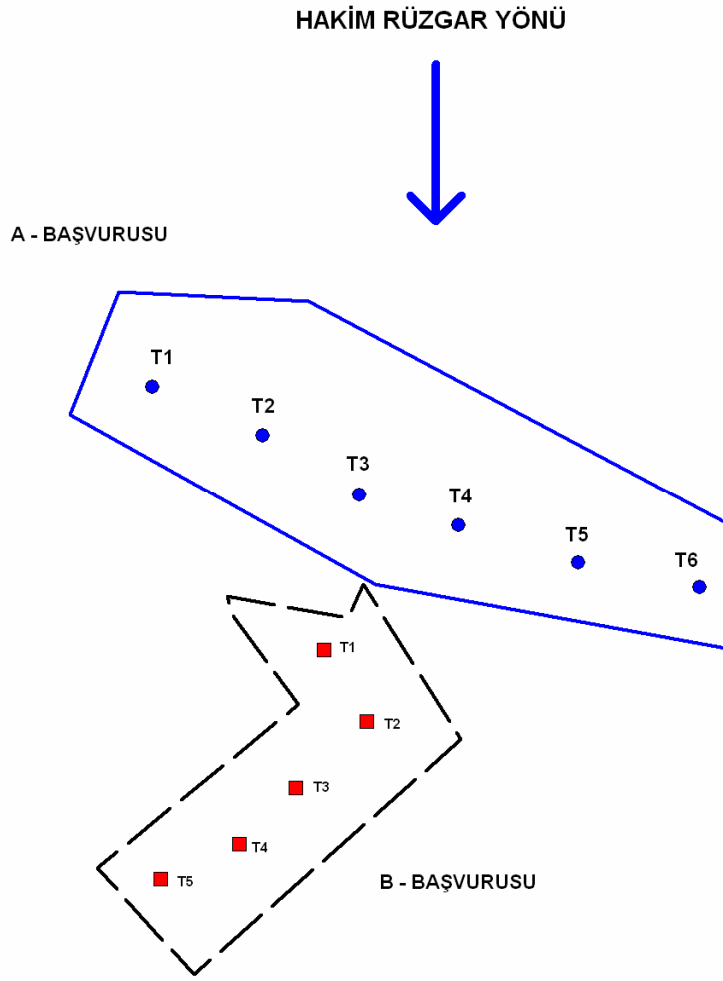 HAKİM RÜZGAR YÖNÜ
A - BAŞVURUSU
T1
T2
T3
T4
T5
T6
T1
T2
T3
T4
T5
B - BAŞVURUSU